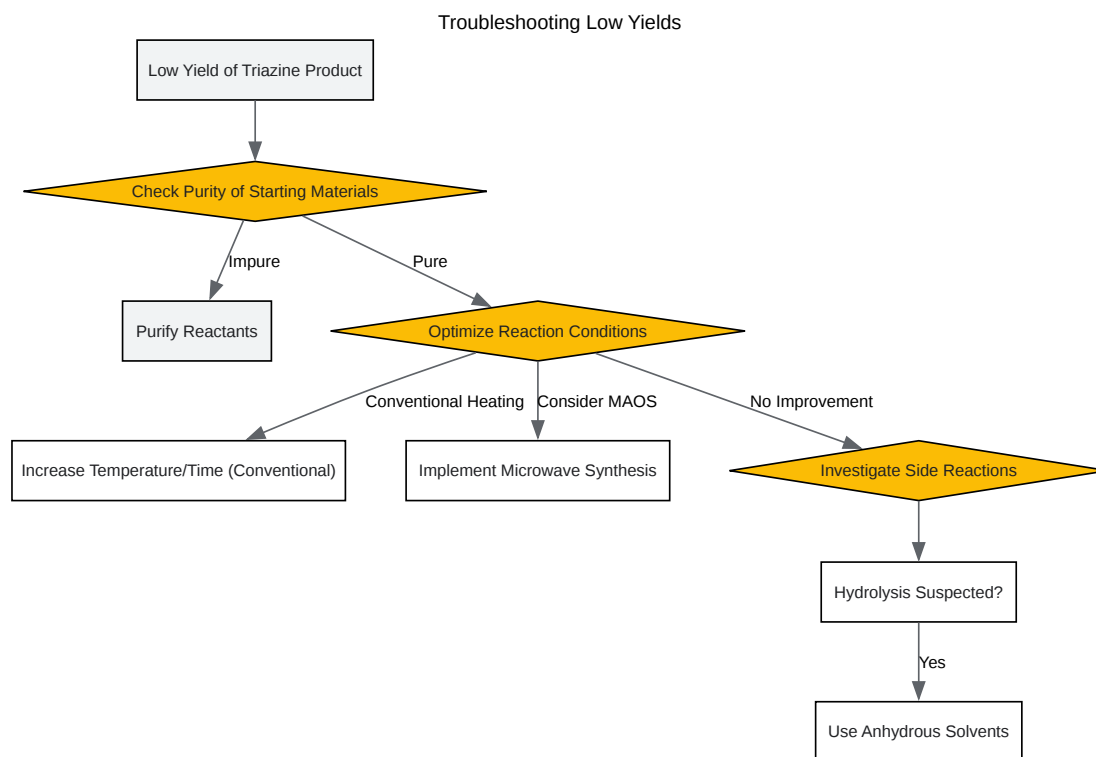 Troubleshooting Low Yields
Low Yield of Triazine Product
Check Purity of Starting Materials
Impure
Pure
Purify Reactants
Optimize Reaction Conditions
Conventional Heating
Consider MAOS
No Improvement
Increase Temperature/Time (Conventional)
Implement Microwave Synthesis
Investigate Side Reactions
Hydrolysis Suspected?
Yes
Use Anhydrous Solvents